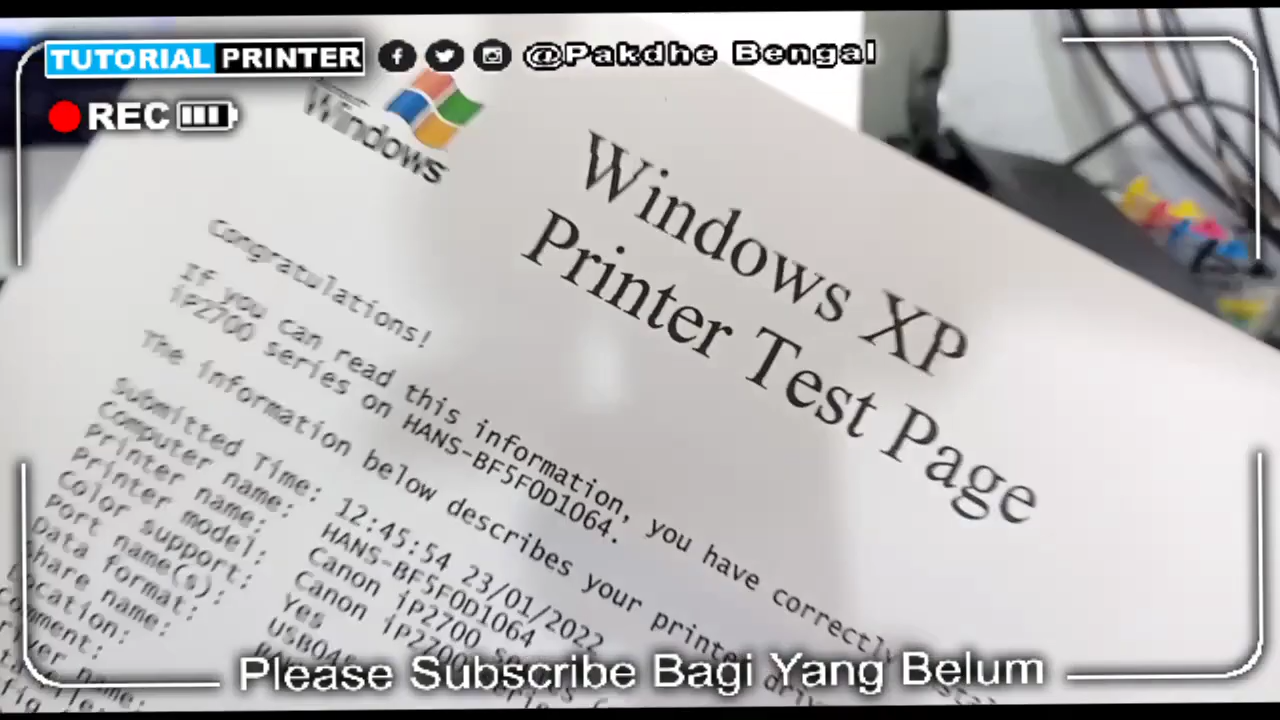 TUTORIAL PRINTER
@Pakdhe Bengal
REC
Windows
Windows XP
Printer Test Page
Congratulations!
If you can read this information, you have correctly
iP2700 series on HANS-BF5F0D1064.
The information below describes your printer
Submitted Time: 12:45:54 23/01/2022
Computer name: HANS-BF5F0D1064
Printer name: Canon iP2700
Printer model: Canon iP2700
Color support: Yes
Port name(s):
Data format:
Share name:
Location:
Comment:
name:
Please Subscribe Bagi Yang Belum